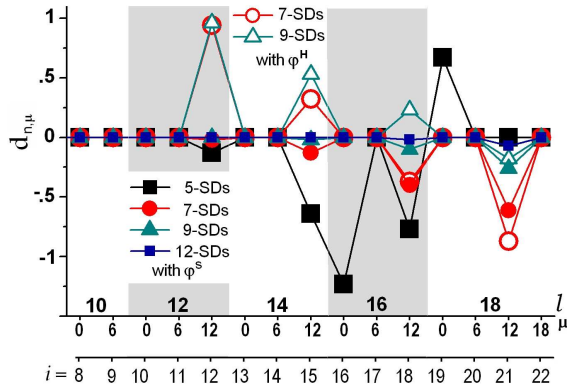 1
.5
0
-.5
-1
d n,μ
7-SDs
9-SDs
with φ^H
5-SDs
7-SDs
9-SDs
12-SDs
with φ^S
10 12 14 16 18 l
0 6 0 6 12 0 6 12 0 6 12 0 6 12 18 μ
i = 8 9 10 11 12 13 14 15 16 17 18 19 20 21 22